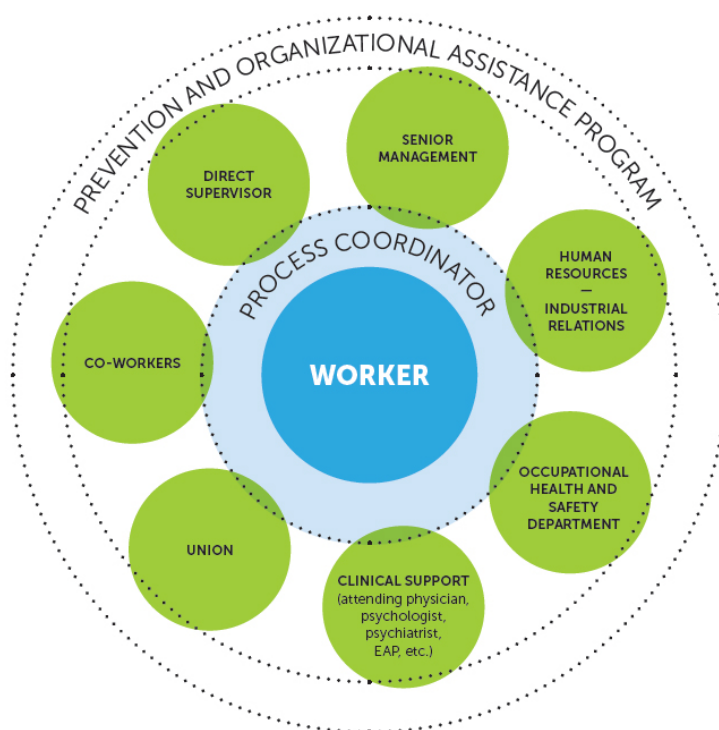 PREVENTION AND ORGANIZATIONAL ASSISTANCE PROGRAM
SENIOR
MANAGEMENT
DIRECT
SUPERVISOR
PROCESS COORDINATOR
HUMAN
RESOURCES
—
INDUSTRIAL
RELATIONS
CO-WORKERS
WORKER
OCCUPATIONAL
HEALTH AND
SAFETY
DEPARTMENT
UNION
CLINICAL SUPPORT
(attending physician,
psychologist,
psychiatrist,
EAP, etc.)